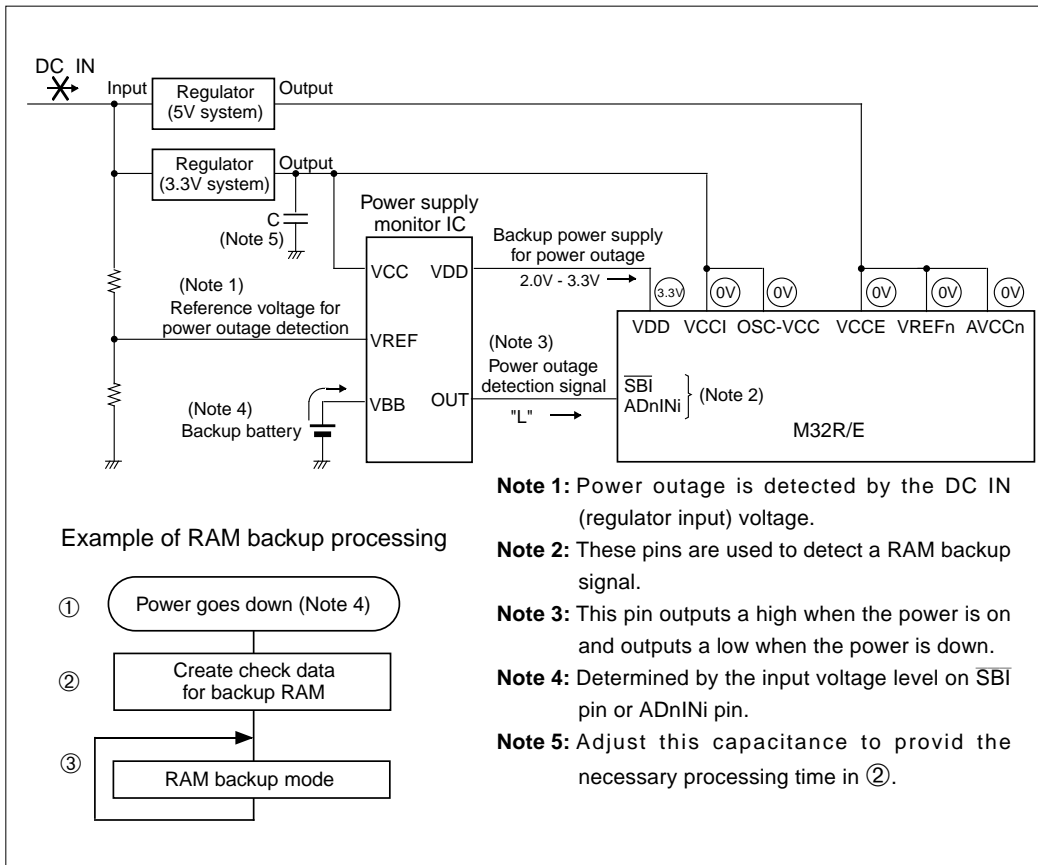 DC IN
Input
Regulator
(5V system)
Output
Regulator
(3.3V system)
Output
C
(Note 5)
Power supply
monitor IC
VCC VDD
Backup power supply
for power outage
2.0V - 3.3V
3.3V 0V 0V 0V 0V 0V
VDD VCCI OSC-VCC VCCE VREFn AVCCn
(Note 1)
Reference voltage for
power outage detection
VREF
(Note 3)
Power outage
detection signal
"L"
SBI
ADnINi
(Note 2)
M32R/E
(Note 4)
Backup battery
VBB
OUT
Note 1: Power outage is detected by the DC IN
(regulator input) voltage.
Note 2: These pins are used to detect a RAM backup
signal.
Note 3: This pin outputs a high when the power is on
and outputs a low when the power is down.
Note 4: Determined by the input voltage level on SBI
pin or ADnINi pin.
Note 5: Adjust this capacitance to provid the
necessary processing time in ②.
Example of RAM backup processing
① Power goes down (Note 4)
② Create check data
for backup RAM
③ RAM backup mode